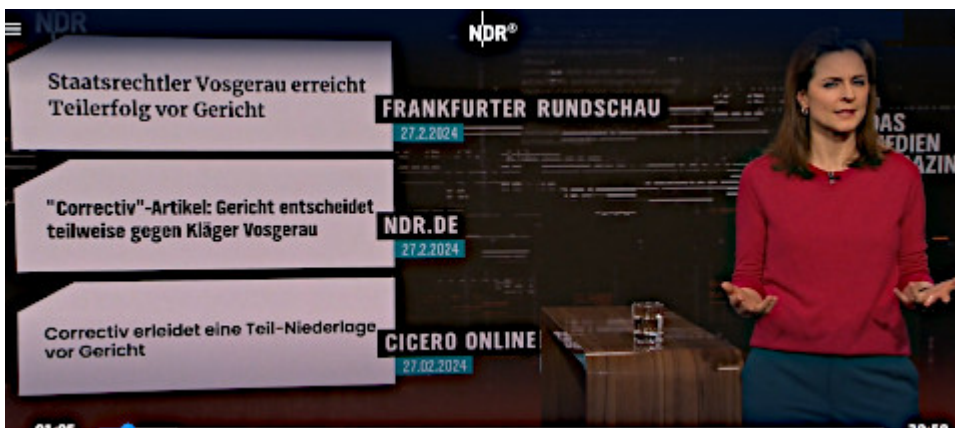 NDR
NDR®
Staatsrechtler Vosgerau erreicht
Teilerfolg vor Gericht
FRANKFURTER RUNDSCHAU
27.2.2024
"Correctiv"-Artikel: Gericht entscheidet
teilweise gegen Kläger Vosgerau
NDR.DE
27.2.2024
Correctiv erleidet eine Teil-Niederlage
vor Gericht
CICERO ONLINE
27.02.2024
DAS
MEDIEN
MAGAZIN